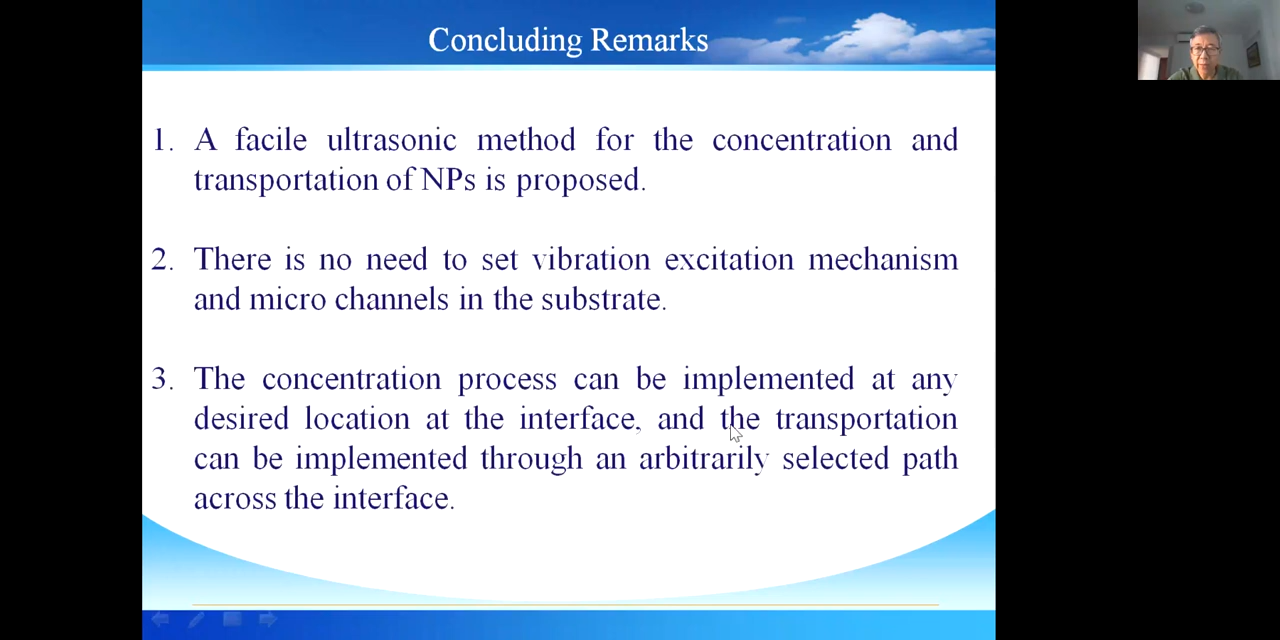 Concluding Remarks
1. A facile ultrasonic method for the concentration and
transportation of NPs is proposed.
2. There is no need to set vibration excitation mechanism
and micro channels in the substrate.
3. The concentration process can be implemented at any
desired location at the interface, and the transportation
can be implemented through an arbitrarily selected path
across the interface.